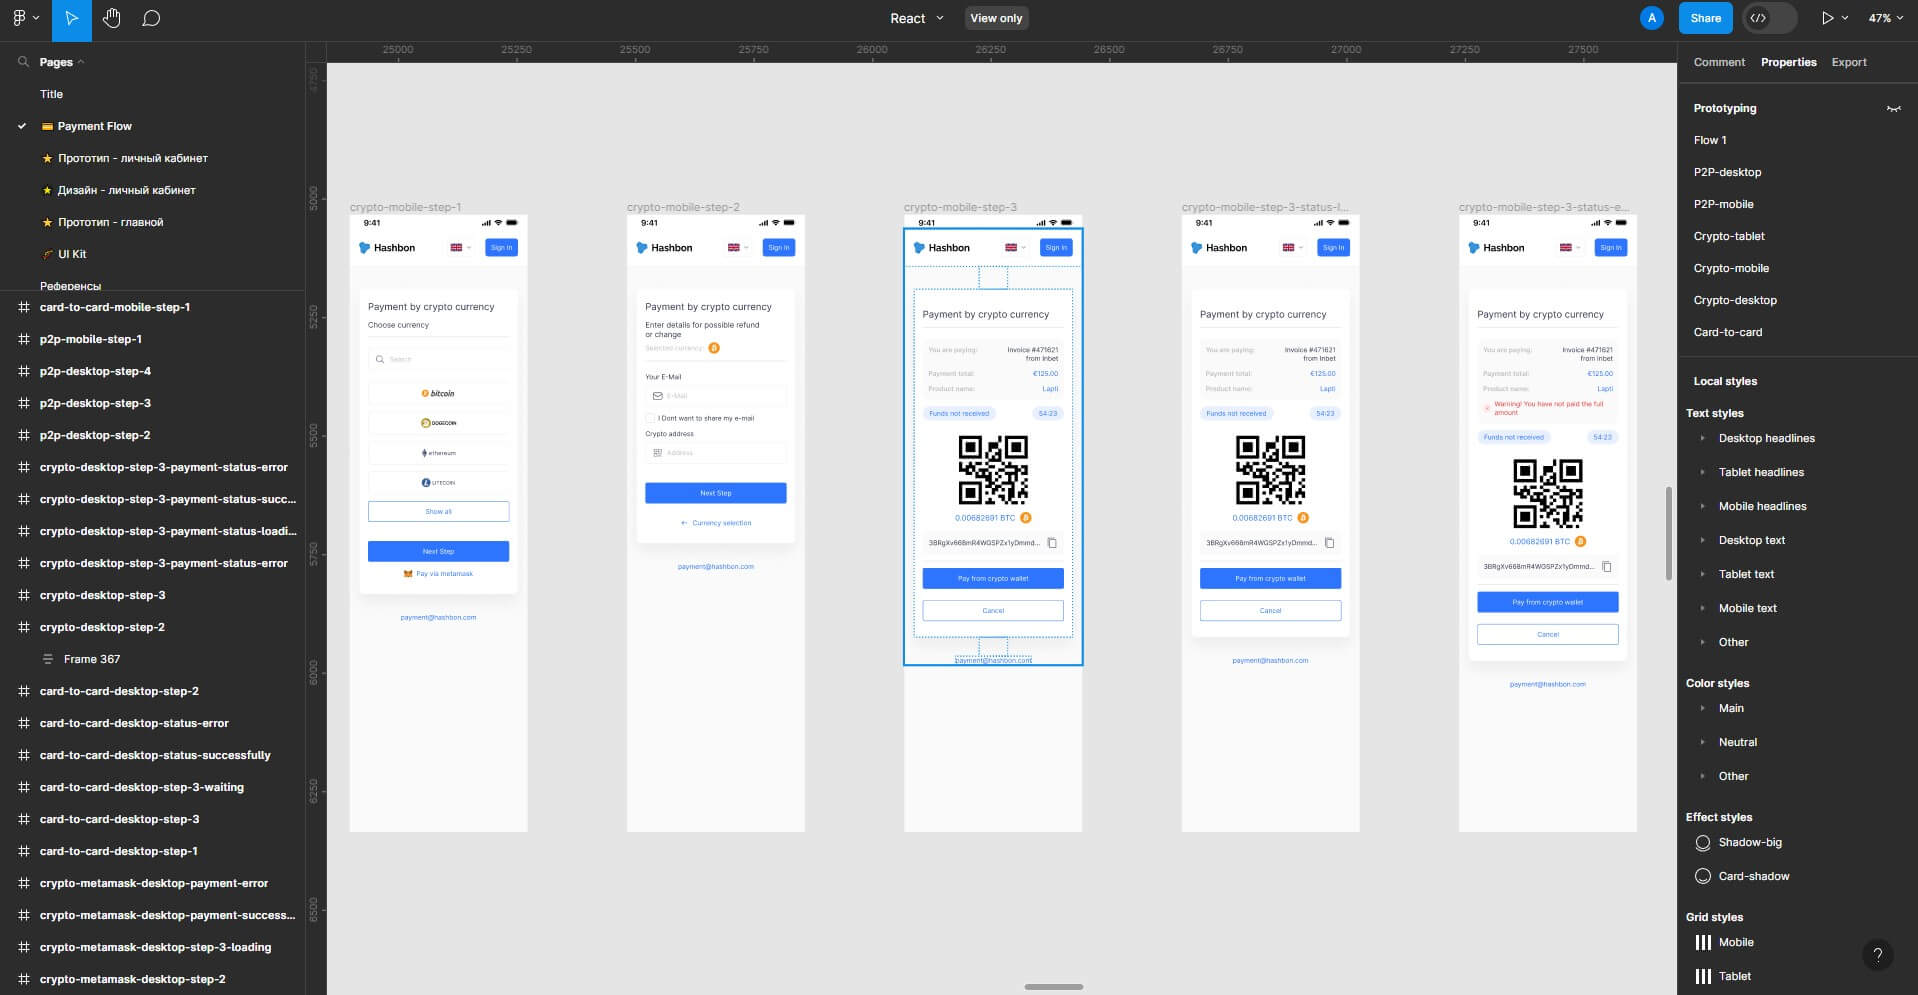 React
View only
A
Share
47%
Pages
Title
Payment Flow
Прототип - личный кабинет
Дизайн - личный кабинет
Прототип - главной
UI Kit
Референсы
card-to-card-mobile-step-1
p2p-mobile-step-1
p2p-desktop-step-4
p2p-desktop-step-3
p2p-desktop-step-2
crypto-desktop-step-3-payment-status-error
crypto-desktop-step-3-payment-status-succ...
crypto-desktop-step-3-payment-status-loadi...
crypto-desktop-step-3-payment-status-error
crypto-desktop-step-3
crypto-desktop-step-2
Frame 367
card-to-card-desktop-step-2
card-to-card-desktop-status-error
card-to-card-desktop-status-successfully
card-to-card-desktop-step-3-waiting
card-to-card-desktop-step-3
card-to-card-desktop-step-1
crypto-metamask-desktop-payment-error
crypto-metamask-desktop-payment-success...
crypto-metamask-desktop-step-3-loading
crypto-metamask-desktop-step-2
25000 25250 25500 25750 26000 26250 26500 26750 27000 27250 27500
4750
5000
5250
5500
5750
6000
6250
6500
crypto-mobile-step-1
9:41
Hashbon
Sign in
Payment by crypto currency
Choose currency
Search
bitcoin
DOGECOIN
ethereum
LITECOIN
Show all
Next Step
Pay via metamask
payment@hashbon.com
crypto-mobile-step-2
9:41
Hashbon
Sign in
Payment by crypto currency
Enter details for possible refund
or change
Selected currency:
Your E-Mail
E-Mail
I Dont want to share my e-mail
Crypto address
Address
Next Step
Currency selection
payment@hashbon.com
crypto-mobile-step-3
9:41
Hashbon
Sign in
Payment by crypto currency
You are paying: Invoice #471621
from Inbet
Payment total: €125.00
Product name: Lapti
Funds not received 54:23
0.00682691 BTC
3BRgXv668mR4WGSPZx1yDmmd...
Pay from crypto wallet
Cancel
payment@hashbon.com
crypto-mobile-step-3-status-l...
9:41
Hashbon
Sign in
Payment by crypto currency
You are paying: Invoice #471621
from Inbet
Payment total: €125.00
Product name: Lapti
Funds not received 54:23
0.00682691 BTC
3BRgXv668mR4WGSPZx1yDmmd...
Pay from crypto wallet
Cancel
payment@hashbon.com
crypto-mobile-step-3-status-e...
9:41
Hashbon
Sign in
Payment by crypto currency
You are paying: Invoice #471621
from Inbet
Payment total: €125.00
Product name: Lapti
Warning! You have not paid the full
amount
Funds not received 54:23
0.00682691 BTC
3BRgXv668mR4WGSPZx1yDmmd...
Pay from crypto wallet
Cancel
payment@hashbon.com
Comment Properties Export
Prototyping
Flow 1
P2P-desktop
P2P-mobile
Crypto-tablet
Crypto-mobile
Crypto-desktop
Card-to-card
Local styles
Text styles
Desktop headlines
Tablet headlines
Mobile headlines
Desktop text
Tablet text
Mobile text
Other
Color styles
Main
Neutral
Other
Effect styles
Shadow-big
Card-shadow
Grid styles
Mobile
Tablet
?